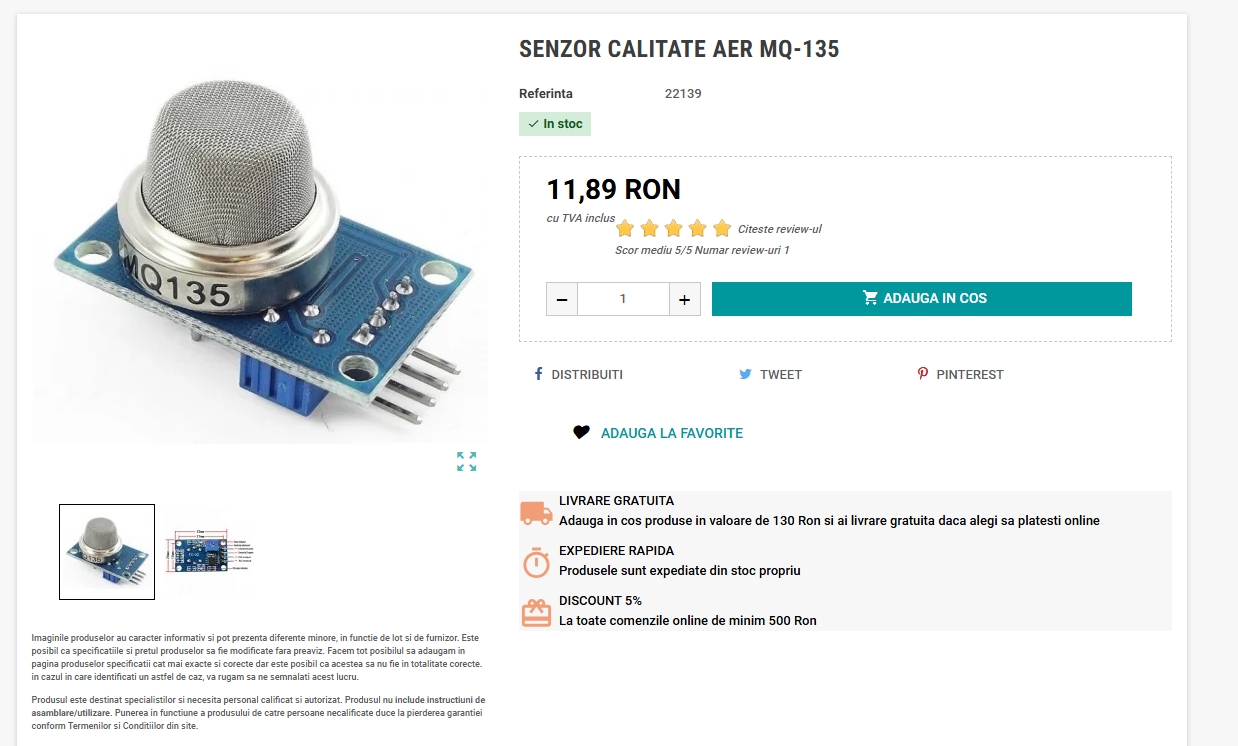 SENZOR CALITATE AER MQ-135
Referinta 22139
In stoc
11,89 RON
cu TVA inclus
Citeste review-ul
Scor mediu 5/5 Numar review-uri 1
− 1 +
ADAUGA IN COS
DISTRIBUITI TWEET PINTEREST
ADAUGA LA FAVORITE
LIVRARE GRATUITA
Adauga in cos produse in valoare de 130 Ron si ai livrare gratuita daca alegi sa platesti online
EXPEDIERE RAPIDA
Produsele sunt expediate din stoc propriu
DISCOUNT 5%
La toate comenzile online de minim 500 Ron
MQ135
Imaginile produselor au caracter informativ si pot prezenta diferente minore, in functie de lot si de furnizor. Este
posibil ca specificatiile si pretul produselor sa fie modificate fara preaviz. Facem tot posibilul sa adaugam in
pagina produselor specificatii cat mai exacte si corecte dar este posibil ca acestea sa nu fie in totalitate corecte.
in cazul in care identificati un astfel de caz, va rugam sa ne semnalati acest lucru.
Produsul este destinat specialistilor si necesita personal calificat si autorizat. Produsul nu include instructiuni de
asamblare/utilizare. Punerea in functiune a produsului de catre persoane necalificate duce la pierderea garantiei
conform Termenilor si Conditiilor din site.